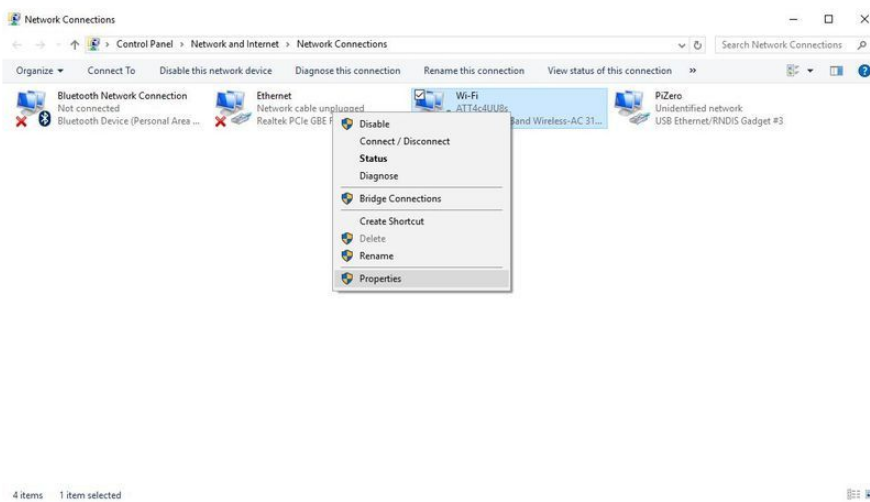 Network Connections
Control Panel > Network and Internet > Network Connections
Search Network Connections
Organize Connect To Disable this network device Diagnose this connection Rename this connection View status of this connection »
Bluetooth Network Connection
Not connected
Bluetooth Device (Personal Area ...
Ethernet
Network cable unplugged
Realtek PCIe GBE
Wi-Fi
ATT4c4UU8s
Band Wireless-AC 31...
PiZero
Unidentified network
USB Ethernet/RNDIS Gadget #3
Disable
Connect / Disconnect
Status
Diagnose
Bridge Connections
Create Shortcut
Delete
Rename
Properties
4 items 1 item selected